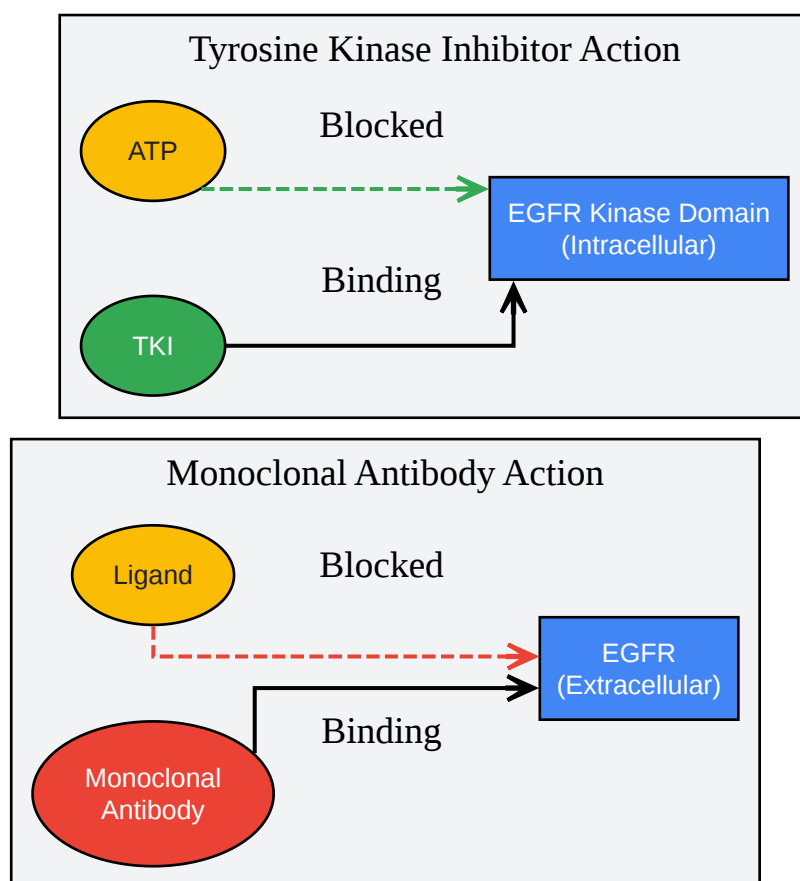 Tyrosine Kinase Inhibitor Action
Blocked
ATP
EGFR Kinase Domain
(Intracellular)
Binding
TKI
Monoclonal Antibody Action
Blocked
Ligand
EGFR
(Extracellular)
Binding
Monoclonal
Antibody